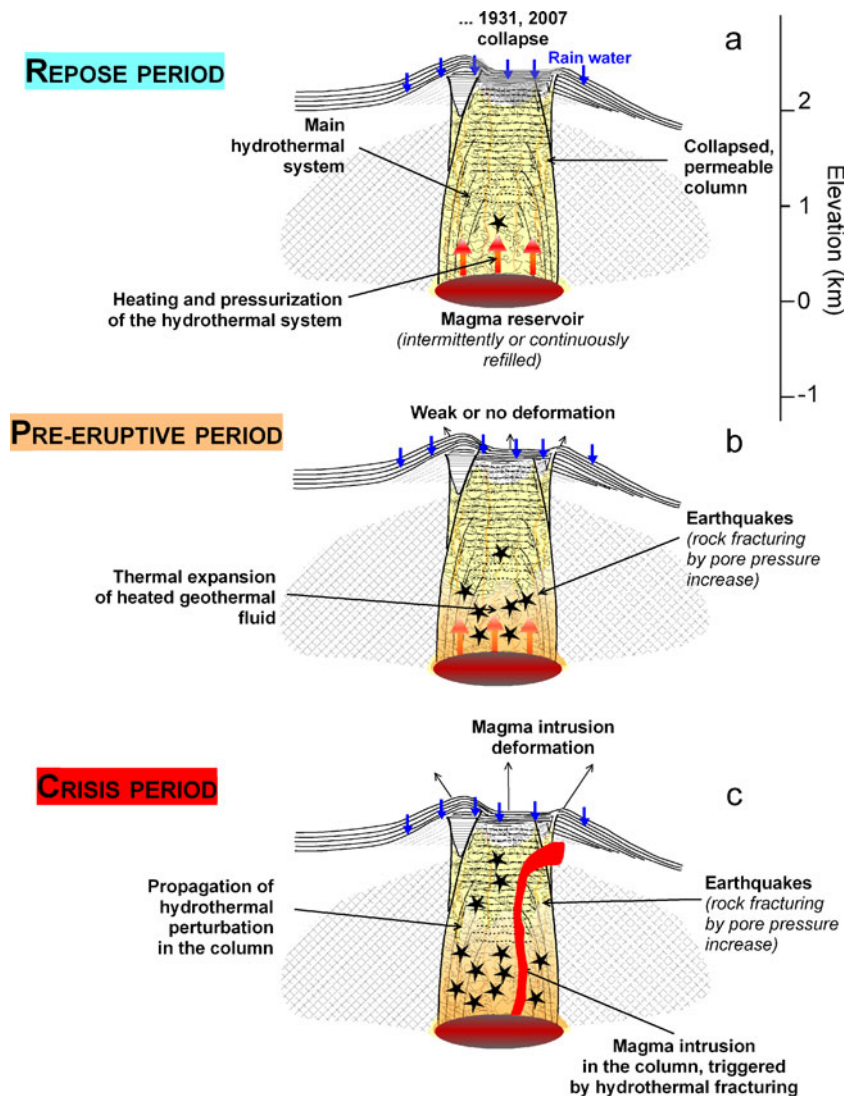 ... 1931, 2007
collapse
a
Rain water
REPOSE PERIOD
2
Main
hydrothermal
system
Collapsed,
permeable
column
1
Elevation (km)
Heating and pressurization
of the hydrothermal system
0
Magma reservoir
(intermittently or continuously
refilled)
-1
Weak or no deformation
PRE-ERUPTIVE PERIOD
b
Earthquakes
(rock fracturing
by pore pressure
increase)
Thermal expansion
of heated geothermal
fluid
Magma intrusion
deformation
CRISIS PERIOD
c
Propagation of
hydrothermal
perturbation
in the column
Earthquakes
(rock fracturing
by pore pressure
increase)
Magma intrusion
in the column, triggered
by hydrothermal fracturing